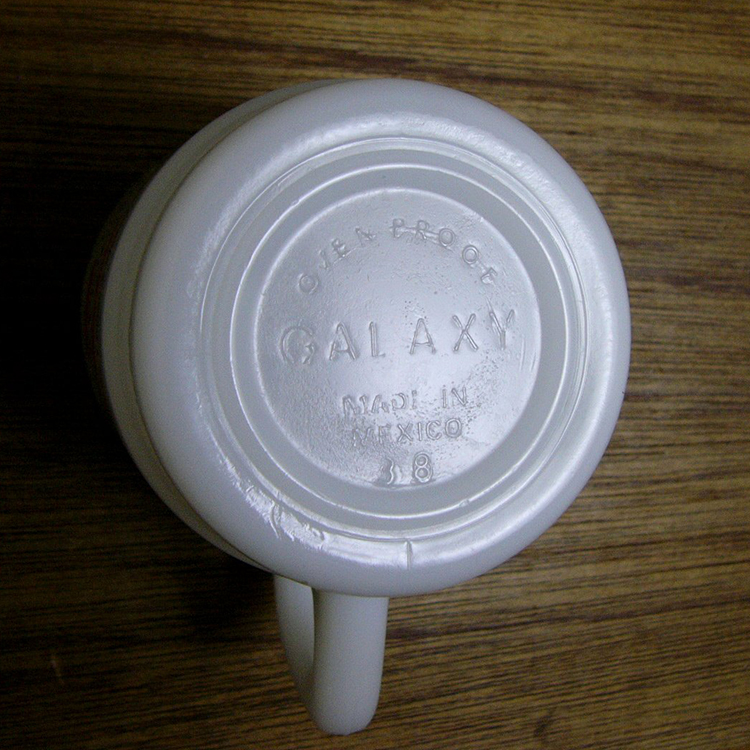 OVEN PROOF
GALAXY
MADE IN
MEXICO
38